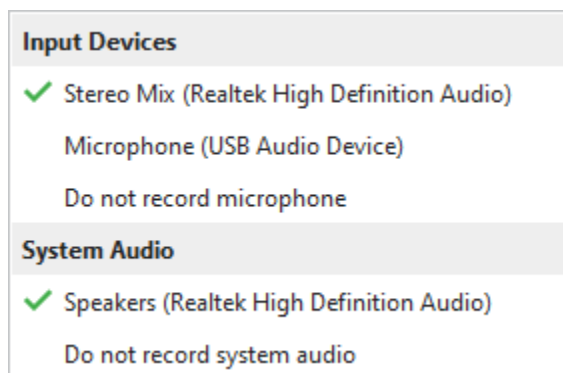 Input Devices
Stereo Mix (Realtek High Definition Audio)
Microphone (USB Audio Device)
Do not record microphone
System Audio
Speakers (Realtek High Definition Audio)
Do not record system audio